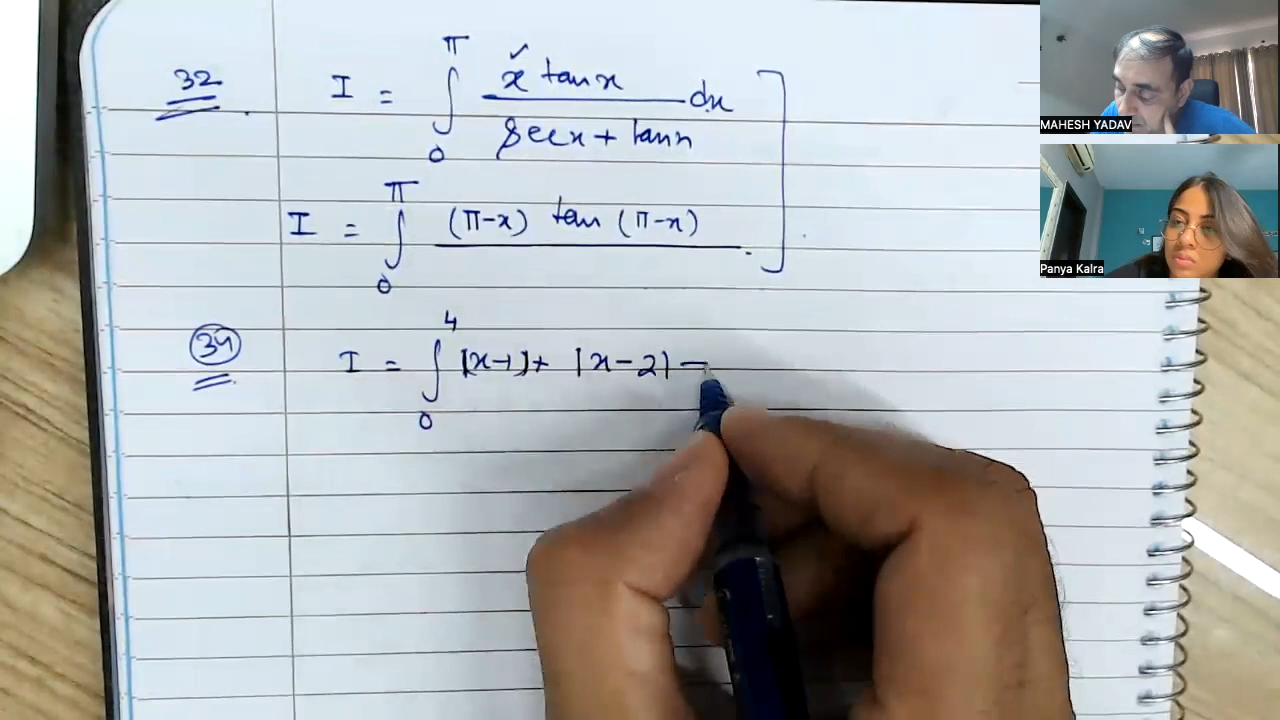 32 I = ∫₀^π x tan x / sec x + tan x dx
I = ∫₀^π (π-x) tan (π-x)
34 I = ∫₀^4 |x-1| + |x-2| -
MAHESH YADAV
Panya Kalra